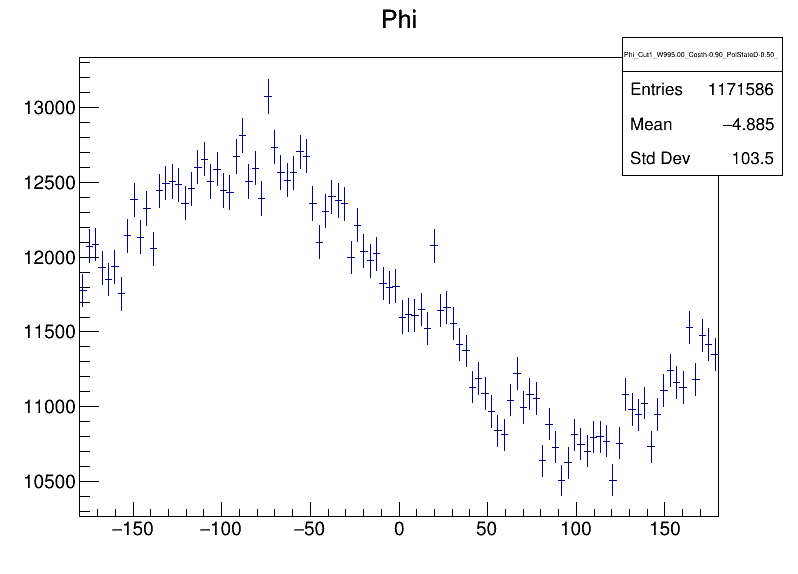 Phi
Phi_Cut1_W995.00_Costh-0.90_PolStateD-0.50_
Entries 1171586
Mean −4.885
Std Dev 103.5
13000
12500
12000
11500
11000
10500
−150 −100 −50 0 50 100 150